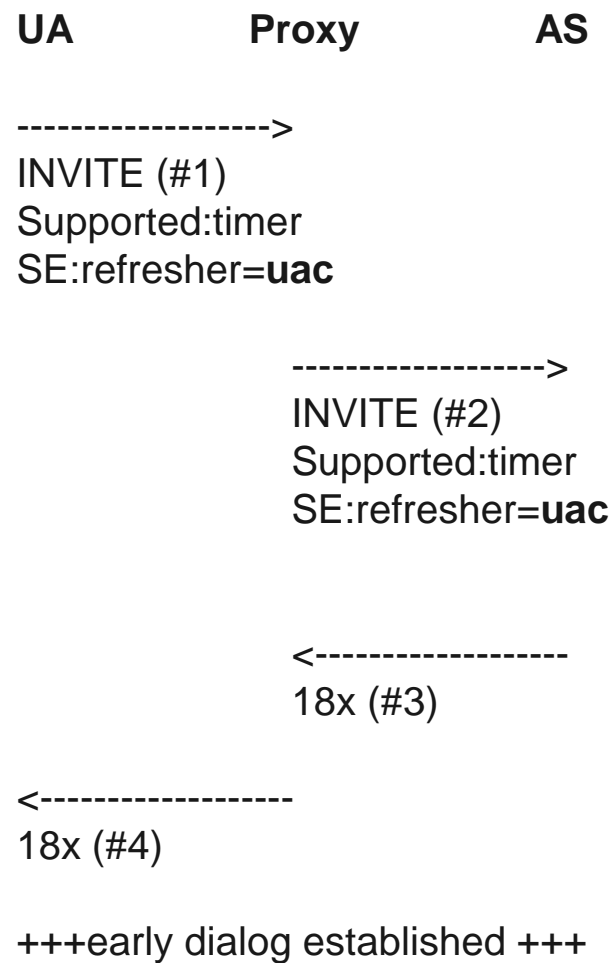 UA Proxy AS
------------------->
INVITE (#1)
Supported:timer
SE:refresher=uac
------------------->
INVITE (#2)
Supported:timer
SE:refresher=uac
<-------------------
18x (#3)
<-------------------
18x (#4)
+++early dialog established +++